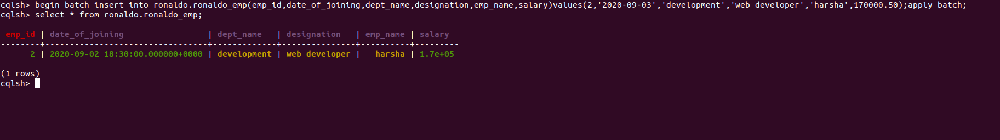 cqlsh> begin batch insert into ronaldo.ronaldo_emp(emp_id,date_of_joining,dept_name,designation,emp_name,salary)values(2,'2020-09-03','development','web developer','harsha',170000.50);apply batch;
cqlsh> select * from ronaldo.ronaldo_emp;
 emp_id | date_of_joining                 | dept_name   | designation   | emp_name | salary
--------+---------------------------------+-------------+---------------+----------+---------
      2 | 2020-09-02 18:30:00.000000+0000 | development | web developer |   harsha | 1.7e+05
(1 rows)
cqlsh>